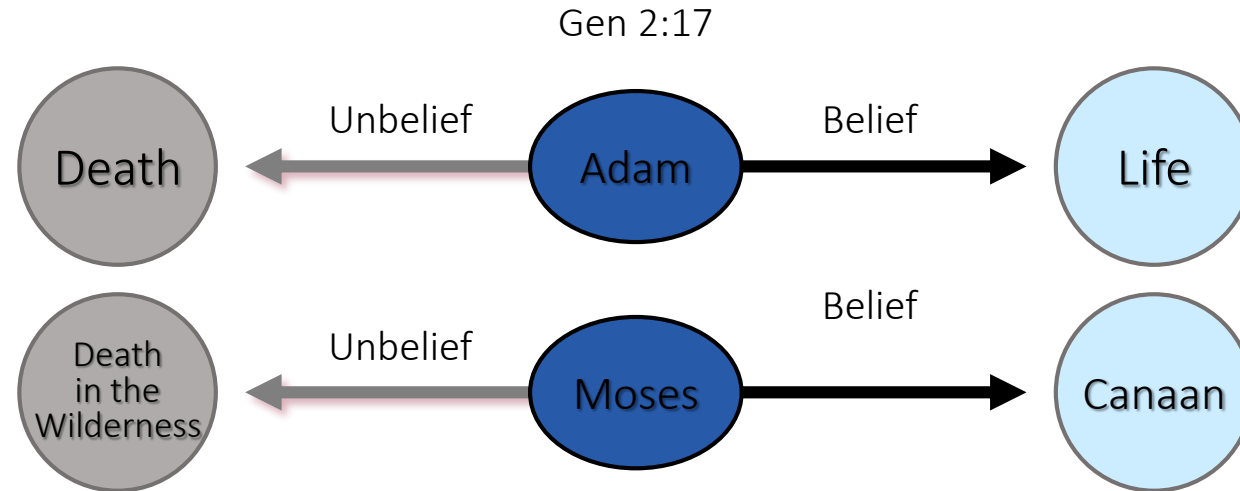 Gen 2:17
Unbelief
Belief
Death
Adam
Life
Belief
Unbelief
Death
in the
Wilderness
Moses
Canaan